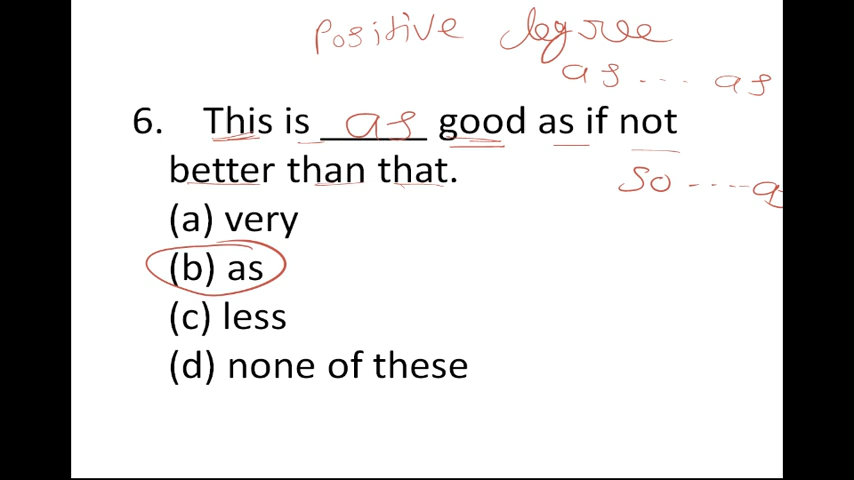 Positive degree
as ... as
6. This is as good as if not
better than that.
so ---- as
(a) very
(b) as
(c) less
(d) none of these